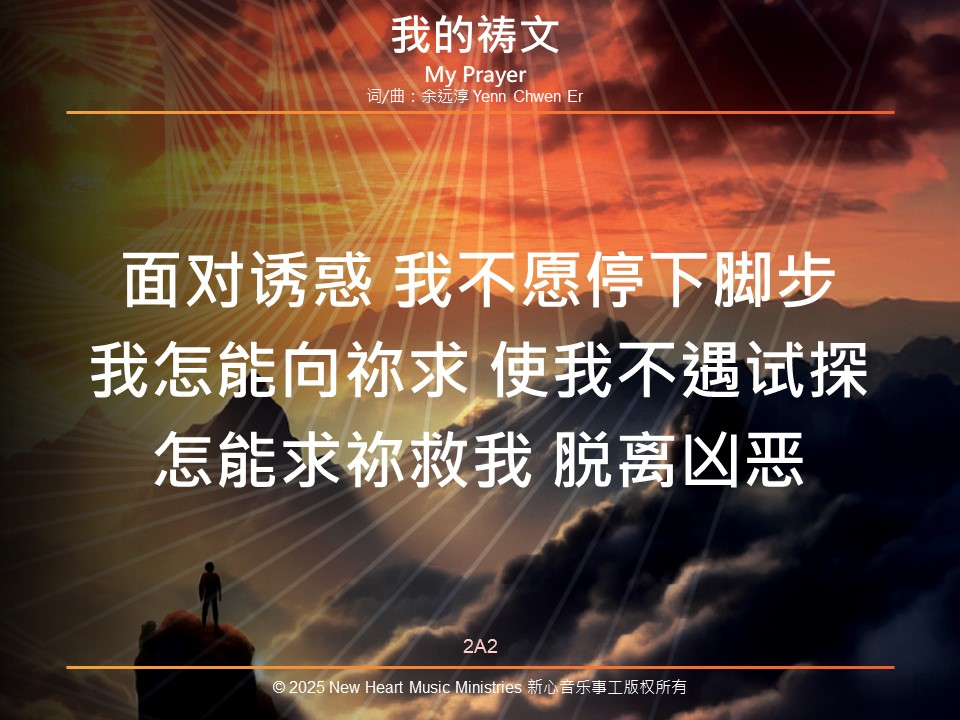 我的祷文
My Prayer
词/曲：余远淳 Yenn Chwen Er
面对诱惑 我不愿停下脚步
我怎能向祢求 使我不遇试探
怎能求祢救我 脱离凶恶
2A2
© 2025 New Heart Music Ministries 新心音乐事工版权所有